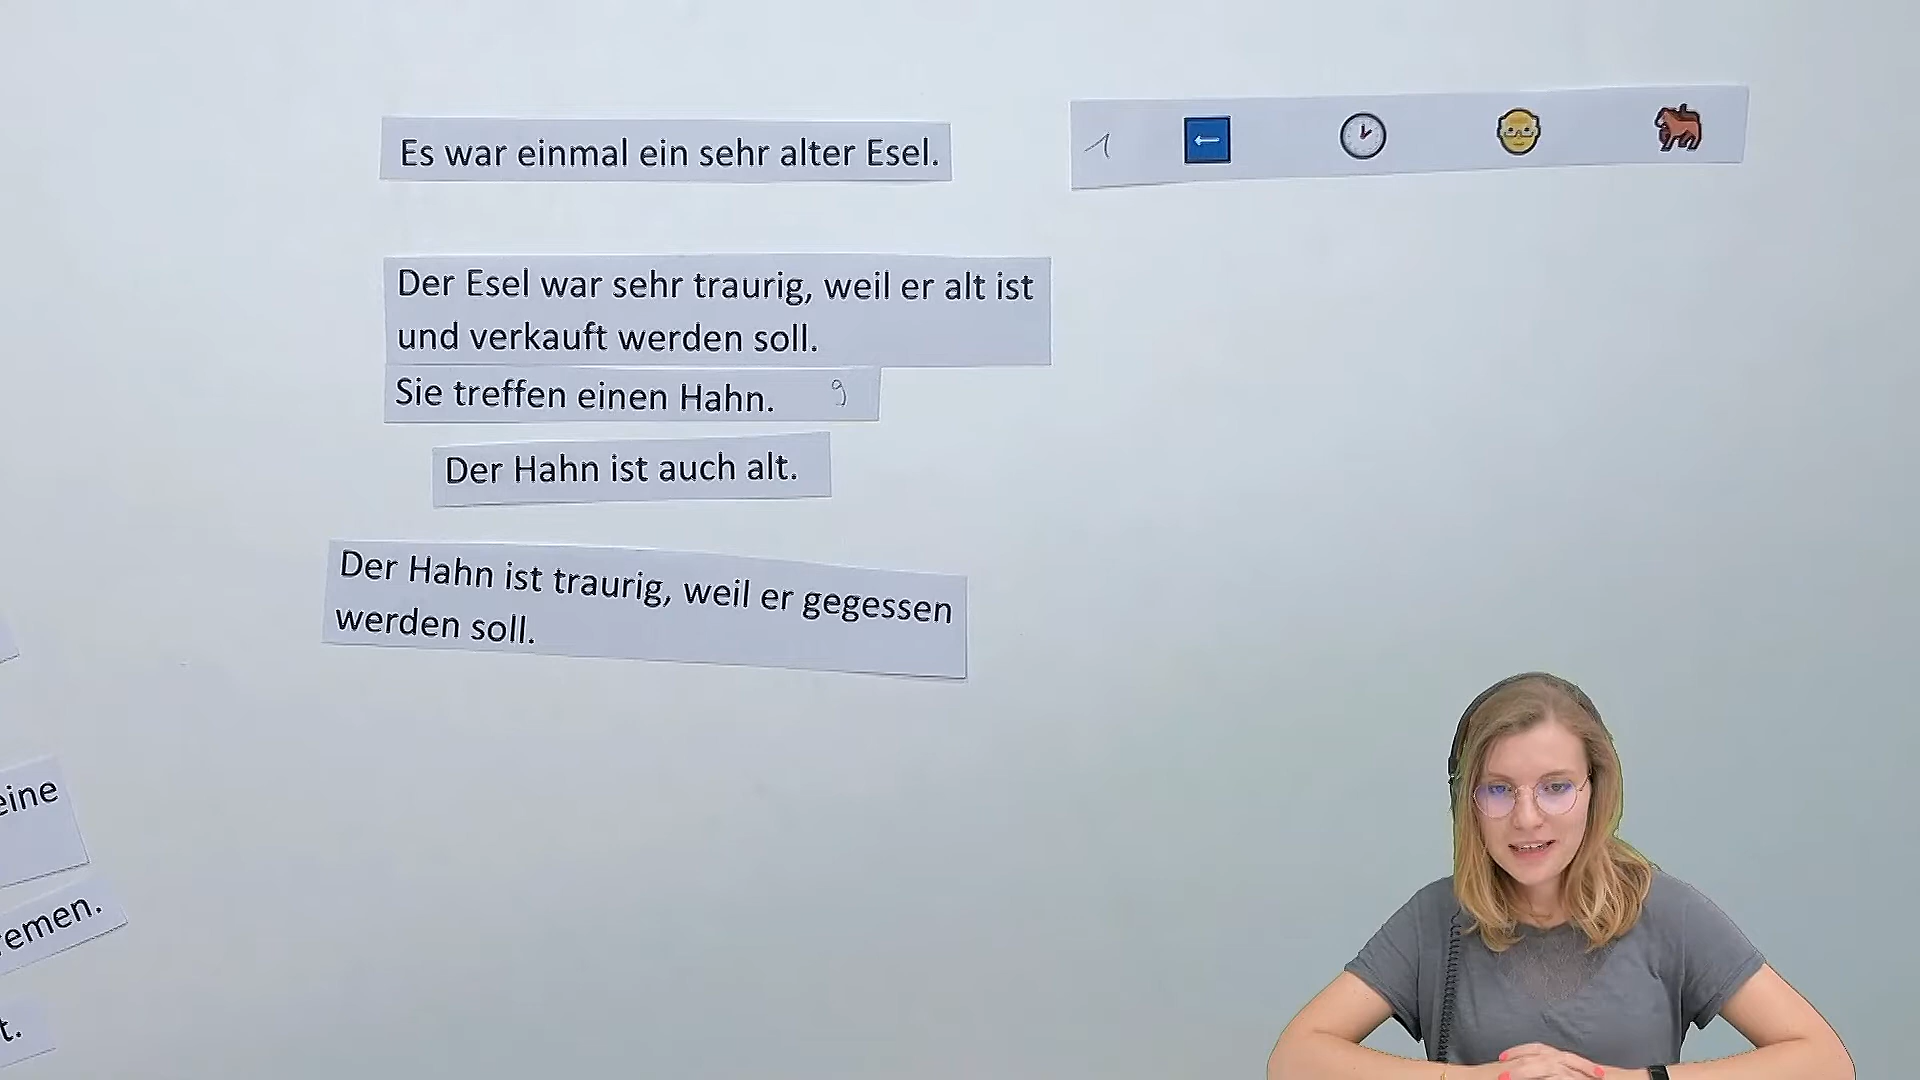 Es war einmal ein sehr alter Esel.
1
Der Esel war sehr traurig, weil er alt ist
und verkauft werden soll.
Sie treffen einen Hahn. 9
Der Hahn ist auch alt.
Der Hahn ist traurig, weil er gegessen
werden soll.